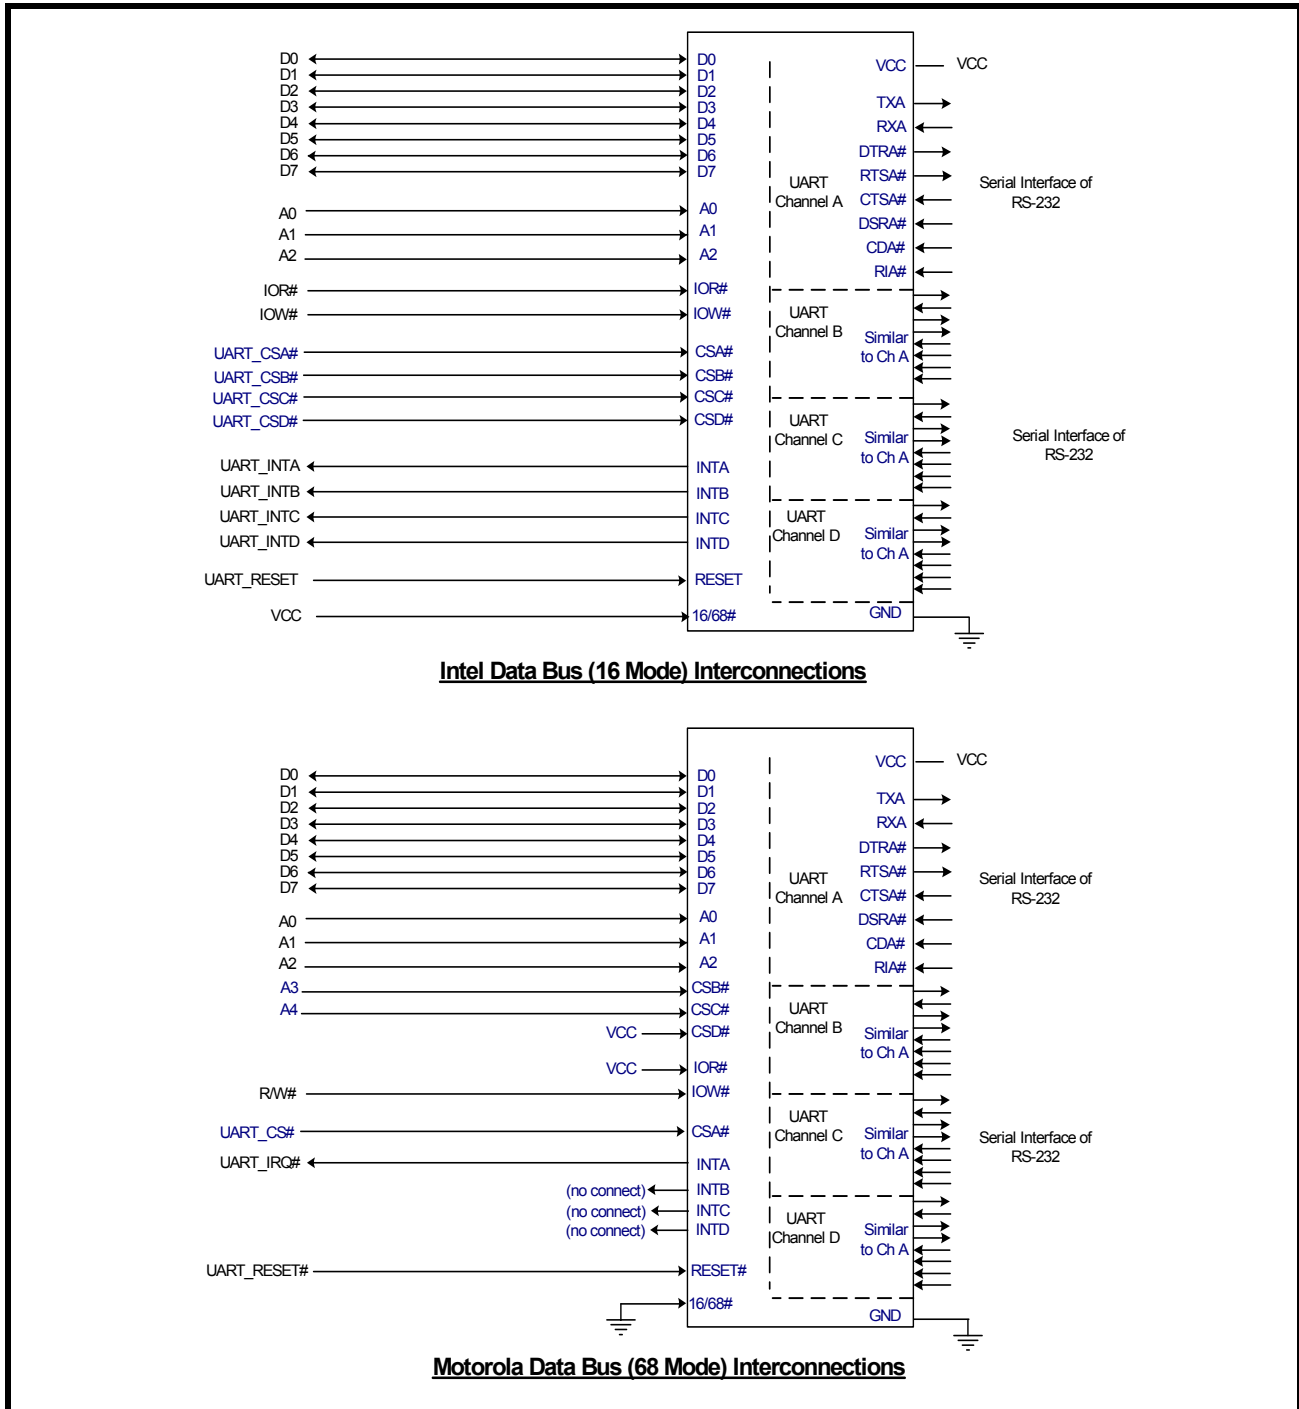 D0 D0
D1 D1
D2 D2
D3 D3
D4 D4
D5 D5
D6 D6
D7 D7
A0 A0
A1 A1
A2 A2
IOR# IOR#
IOW# IOW#
UART_CSA# CSA#
UART_CSB# CSB#
UART_CSC# CSC#
UART_CSD# CSD#
UART_INTA INTA
UART_INTB INTB
UART_INTC INTC
UART_INTD INTD
UART_RESET RESET
VCC 16/68#
UART
Channel A
UART
Channel B
UART
Channel C
UART
Channel D
VCC VCC
TXA
RXA
DTRA#
RTSA#
CTSA#
DSRA#
CDA#
RIA#
Similar
to Ch A
Similar
to Ch A
Similar
to Ch A
GND
Serial Interface of
RS-232
Serial Interface of
RS-232
Intel Data Bus (16 Mode) Interconnections
D0 D0
D1 D1
D2 D2
D3 D3
D4 D4
D5 D5
D6 D6
D7 D7
A0 A0
A1 A1
A2 A2
A3 CSB#
A4 CSC#
VCC CSD#
VCC IOR#
R/W# IOW#
UART_CS# CSA#
UART_IRQ# INTA
(no connect) INTB
(no connect) INTC
(no connect) INTD
UART_RESET# RESET#
16/68#
UART
Channel A
UART
Channel B
UART
Channel C
UART
Channel D
VCC VCC
TXA
RXA
DTRA#
RTSA#
CTSA#
DSRA#
CDA#
RIA#
Similar
to Ch A
Similar
to Ch A
Similar
to Ch A
GND
Serial Interface of
RS-232
Serial Interface of
RS-232
Motorola Data Bus (68 Mode) Interconnections